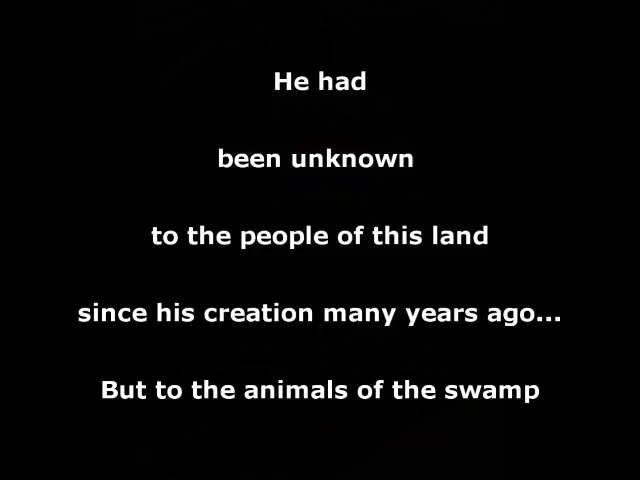 He had
been unknown
to the people of this land
since his creation many years ago...
But to the animals of the swamp